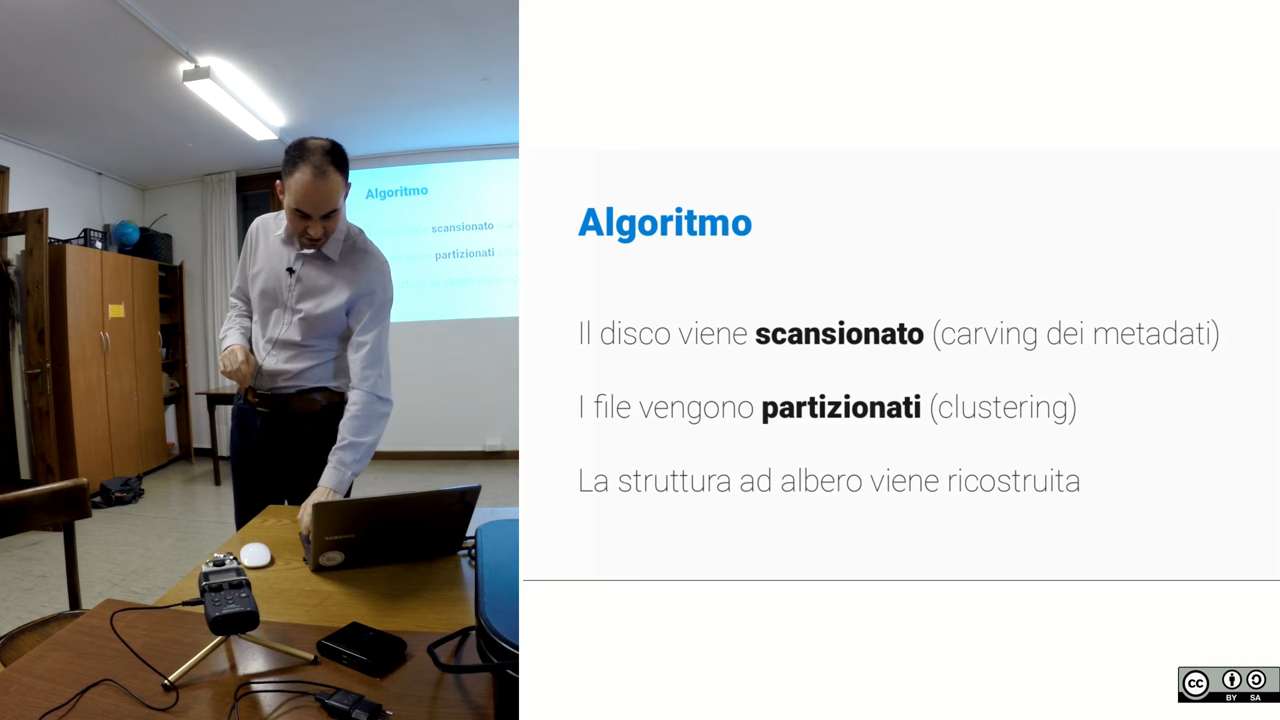 Algoritmo
scansionato
partizionati
SAMSUNG
Algoritmo
Il disco viene scansionato (carving dei metadati)
I file vengono partizionati (clustering)
La struttura ad albero viene ricostruita
cc
BY SA